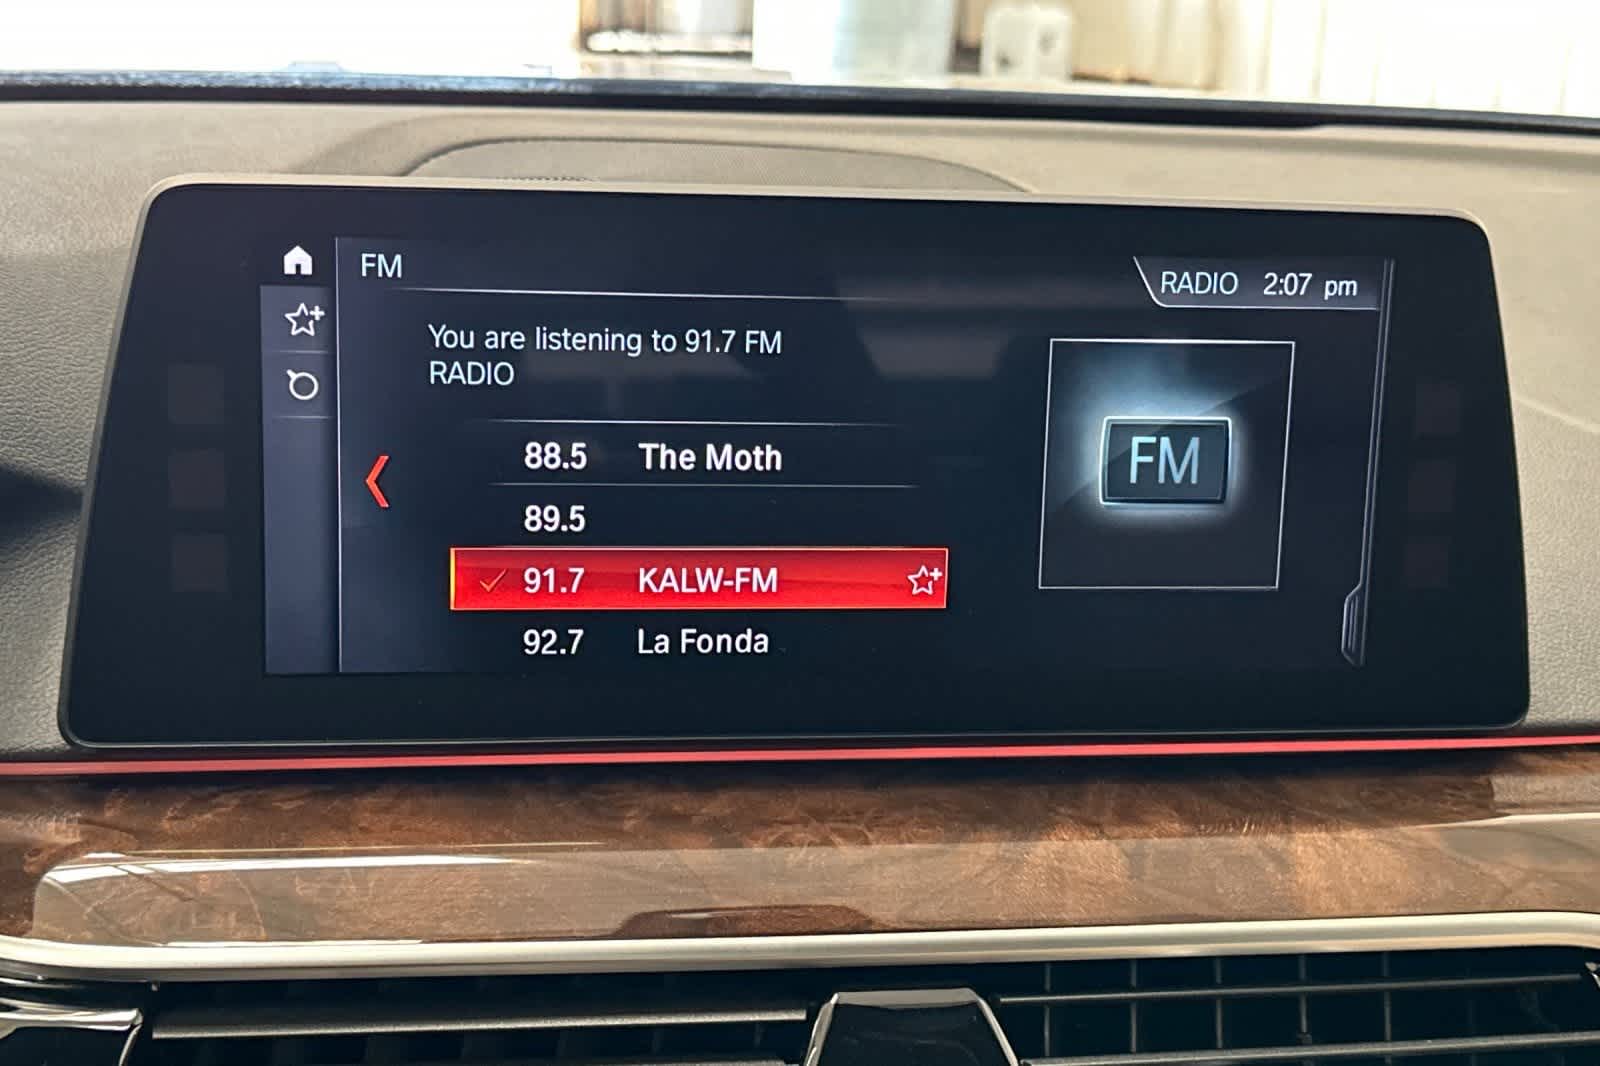 FM
RADIO 2:07 pm
You are listening to 91.7 FM
RADIO
88.5 The Moth
89.5
91.7 KALW-FM
92.7 La Fonda
FM